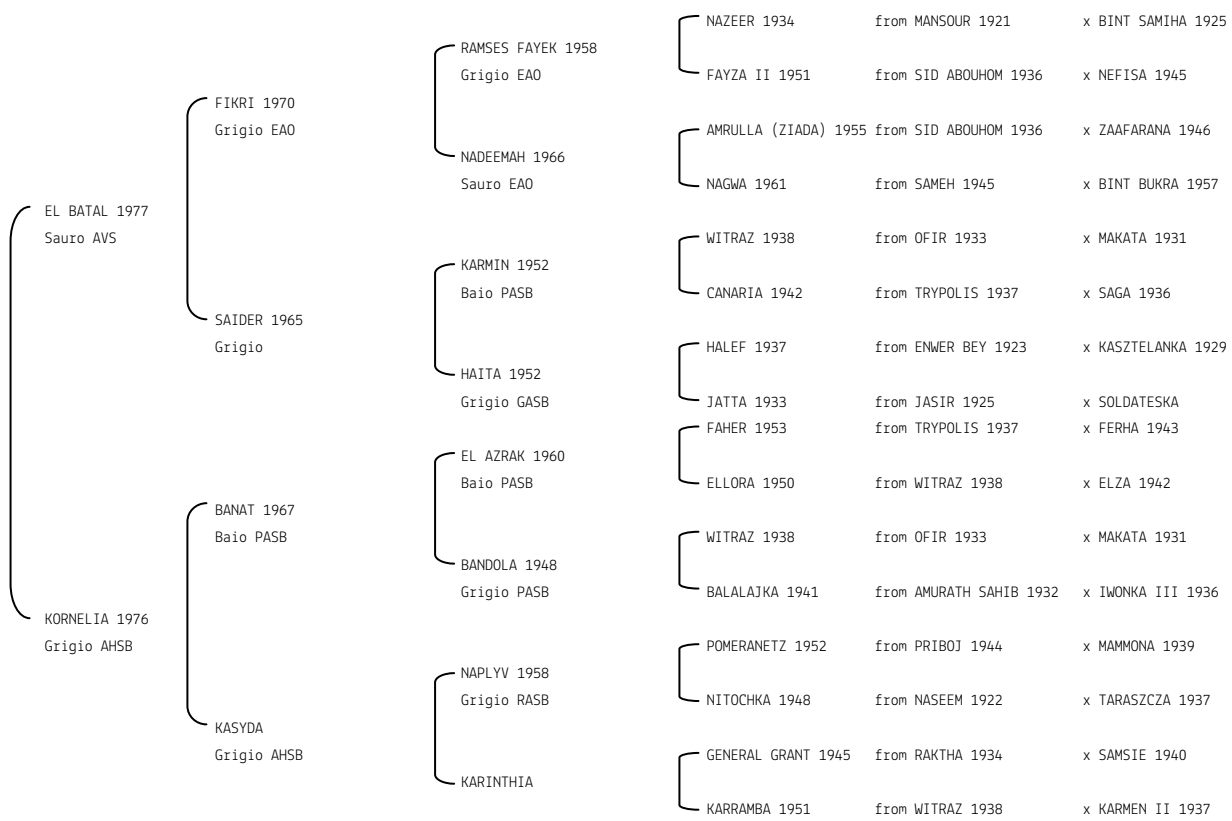 NAZEER 1934 from MANSOUR 1921 x BINT SAMIHA 1925
RAMSES FAYEK 1958
Grigio EAO
FAYZA II 1951 from SID ABOUHOM 1936 x NEFISA 1945
FIKRI 1970
Grigio EAO
AMRULLA (ZIADA) 1955 from SID ABOUHOM 1936 x ZAAFARANA 1946
NADEEMAH 1966
Sauro EAO
NAGWA 1961 from SAMEH 1945 x BINT BUKRA 1957
EL BATAL 1977
Sauro AVS
WITRAZ 1938 from OFIR 1933 x MAKATA 1931
KARMIN 1952
Baio PASB
CANARIA 1942 from TRYPOLIS 1937 x SAGA 1936
SAIDER 1965
Grigio
HALEF 1937 from ENWER BEY 1923 x KASZTELANKA 1929
HAITA 1952
Grigio GASB
JATTA 1933 from JASIR 1925 x SOLDATESKA
FAHER 1953 from TRYPOLIS 1937 x FERHA 1943
EL AZRAK 1960
Baio PASB
ELLORA 1950 from WITRAZ 1938 x ELZA 1942
BANAT 1967
Baio PASB
WITRAZ 1938 from OFIR 1933 x MAKATA 1931
BANDOLA 1948
Grigio PASB
BALALAJKA 1941 from AMURATH SAHIB 1932 x IWONKA III 1936
KORNELIA 1976
Grigio AHSB
POMERANETZ 1952 from PRIBOJ 1944 x MAMMONA 1939
NAPLYV 1958
Grigio RASB
NITOCHKA 1948 from NASEEM 1922 x TARASZCZA 1937
KASYDA
Grigio AHSB
GENERAL GRANT 1945 from RAKTHA 1934 x SAMSIE 1940
KARINTHIA
KARRAMBA 1951 from WITRAZ 1938 x KARMEN II 1937